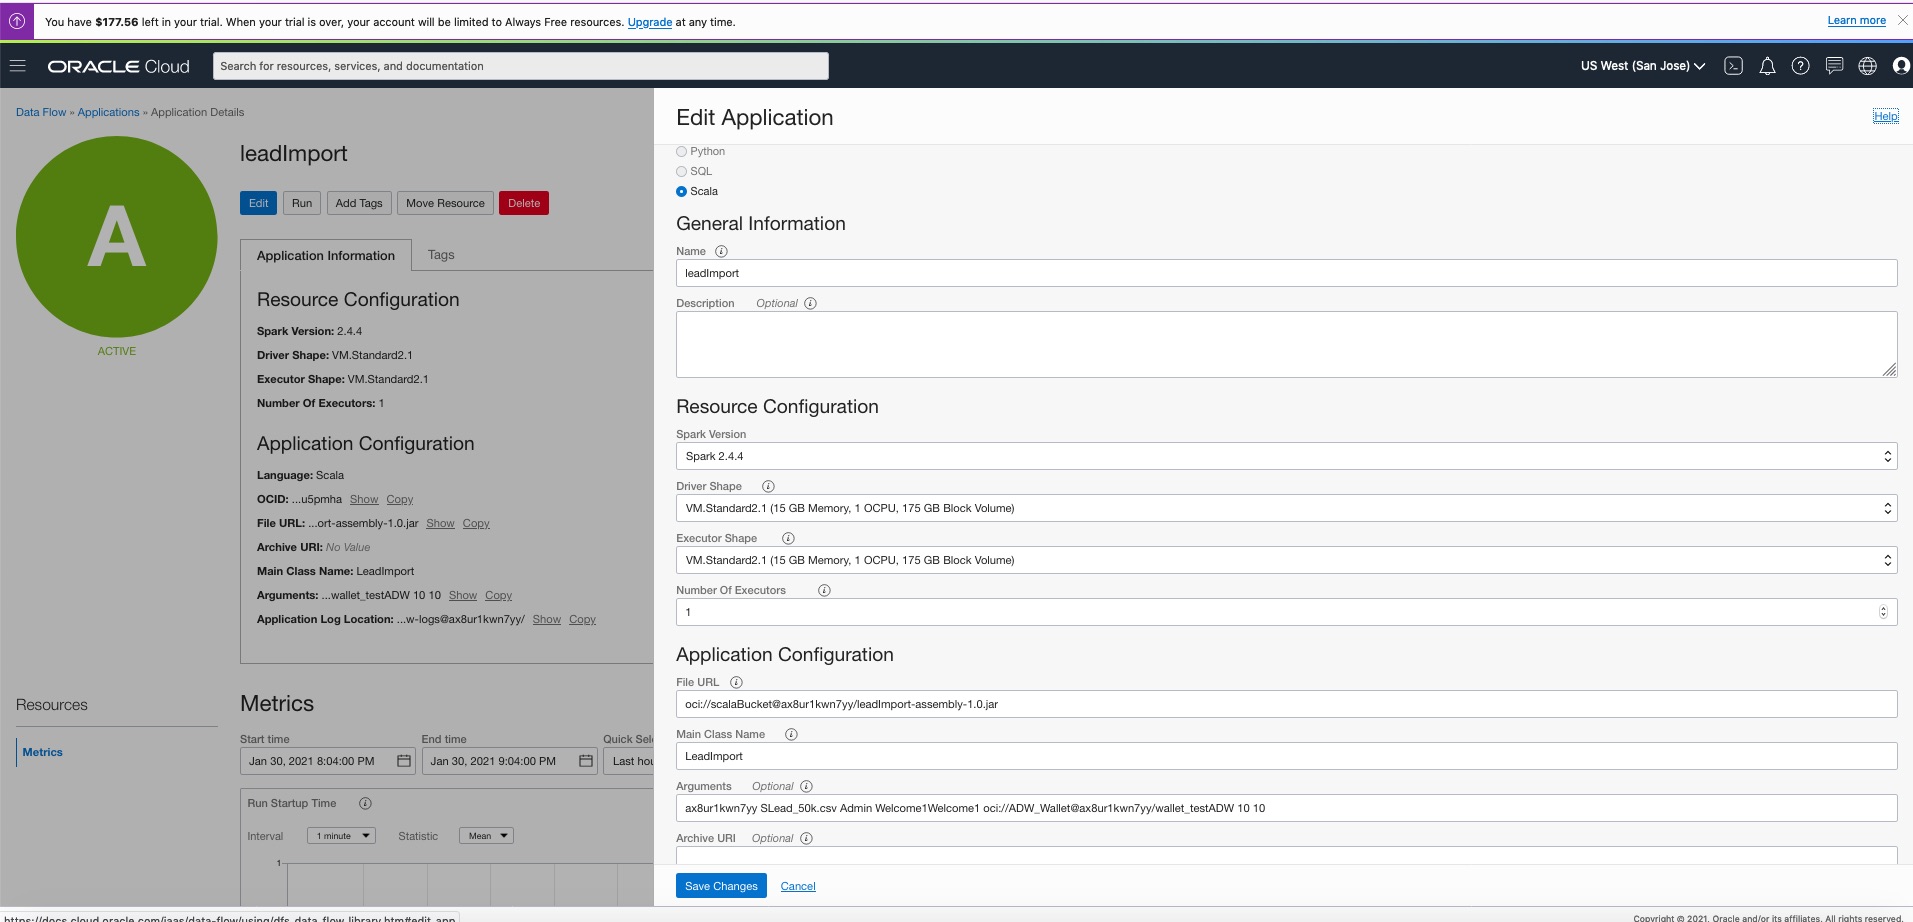 You have $177.56 left in your trial. When your trial is over, your account will be limited to Always Free resources. Upgrade at any time.
Learn more
ORACLE Cloud
Search for resources, services, and documentation
US West (San Jose)
Data Flow » Applications » Application Details
A
ACTIVE
leadImport
Edit Run Add Tags Move Resource Delete
Application Information Tags
Resource Configuration
Spark Version: 2.4.4
Driver Shape: VM.Standard2.1
Executor Shape: VM.Standard2.1
Number Of Executors: 1
Application Configuration
Language: Scala
OCID: ...u5pmha Show Copy
File URL: ...ort-assembly-1.0.jar Show Copy
Archive URI: No Value
Main Class Name: LeadImport
Arguments: ...wallet_testADW 10 10 Show Copy
Application Log Location: ...w-logs@ax8ur1kwn7yy/ Show Copy
Resources
Metrics
Metrics
Start time End time Quick Sel
Jan 30, 2021 8:04:00 PM Jan 30, 2021 9:04:00 PM Last hou
Run Startup Time
Interval 1 minute Statistic Mean
1
Edit Application
Help
Python
SQL
Scala
General Information
Name
leadImport
Description Optional
Resource Configuration
Spark Version
Spark 2.4.4
Driver Shape
VM.Standard2.1 (15 GB Memory, 1 OCPU, 175 GB Block Volume)
Executor Shape
VM.Standard2.1 (15 GB Memory, 1 OCPU, 175 GB Block Volume)
Number Of Executors
1
Application Configuration
File URL
oci://scalaBucket@ax8ur1kwn7yy/leadImport-assembly-1.0.jar
Main Class Name
LeadImport
Arguments Optional
ax8ur1kwn7yy SLead_50k.csv Admin Welcome1Welcome1 oci://ADW_Wallet@ax8ur1kwn7yy/wallet_testADW 10 10
Archive URI Optional
Save Changes Cancel
https://docs.cloud.oracle.com/iaas/data-flow/using/dfs_data_flow_library.htm#edit_app
Copyright © 2021, Oracle and/or its affiliates. All rights reserved.